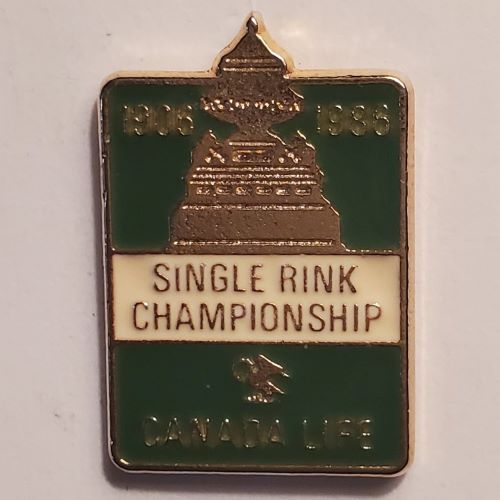 1906 1986
SINGLE RINK
CHAMPIONSHIP
CANADA LIFE